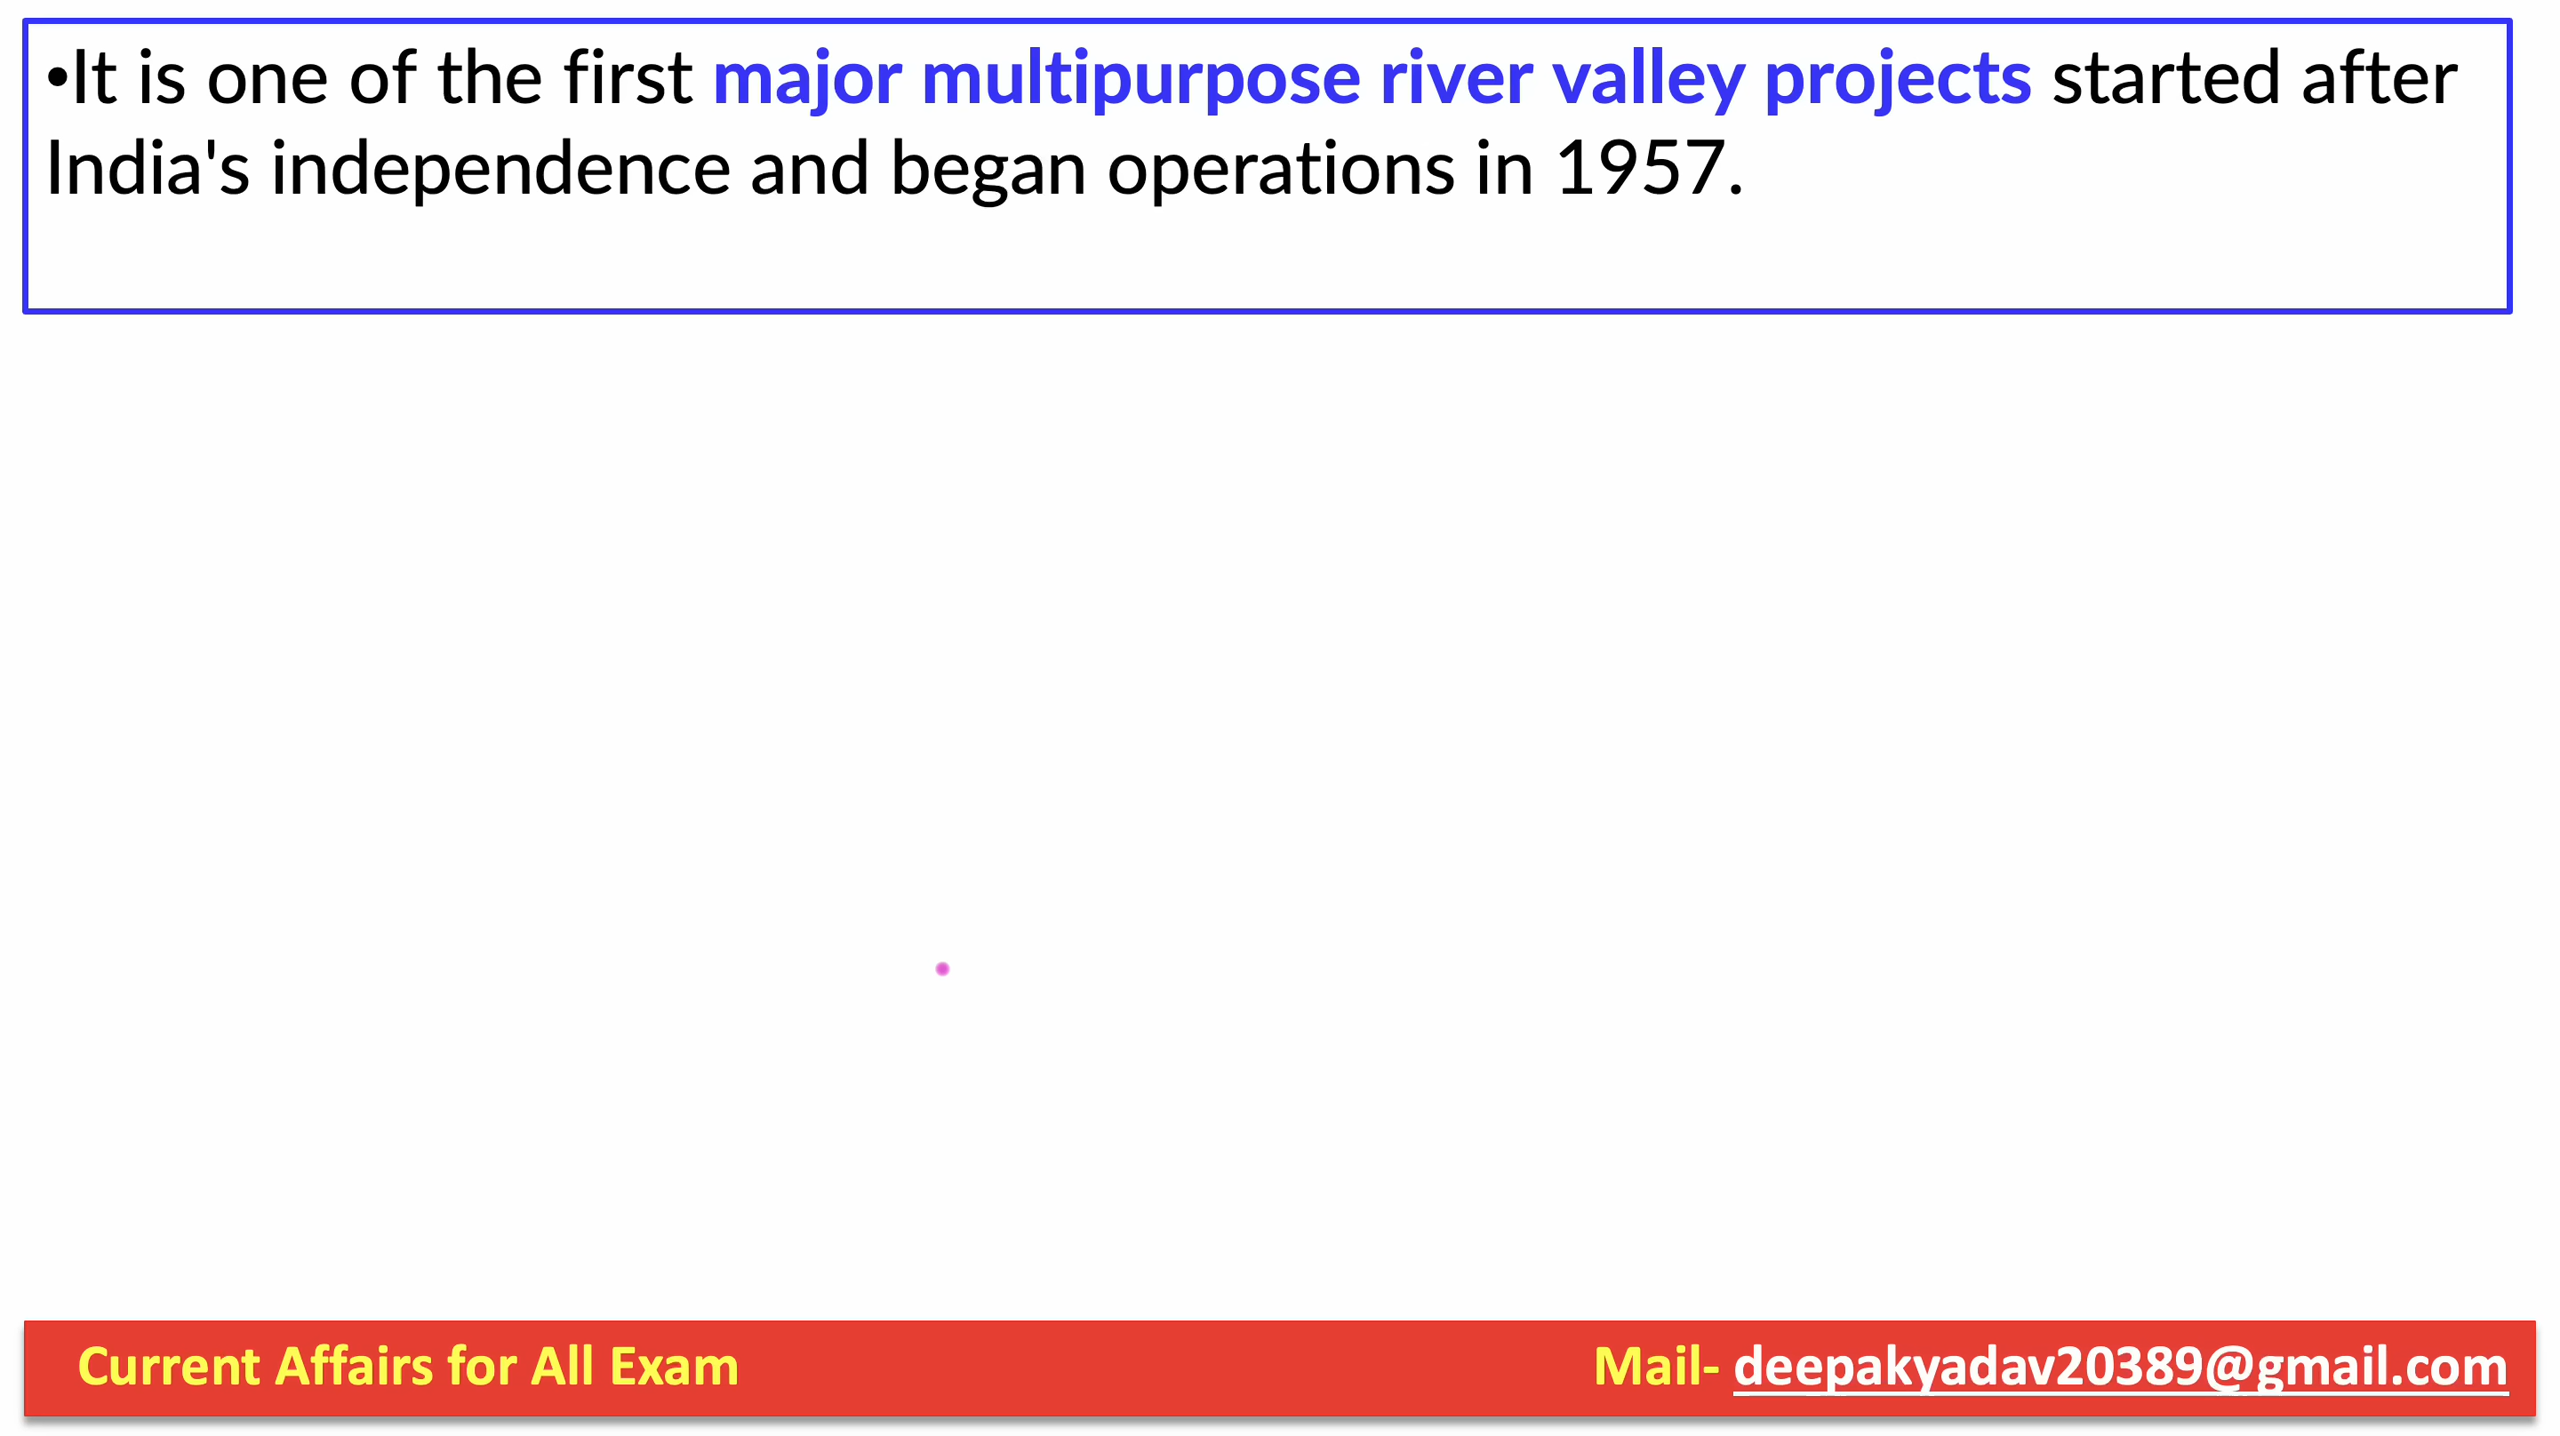 •It is one of the first major multipurpose river valley projects started after
India's independence and began operations in 1957.
Current Affairs for All Exam
Mail- deepakyadav20389@gmail.com